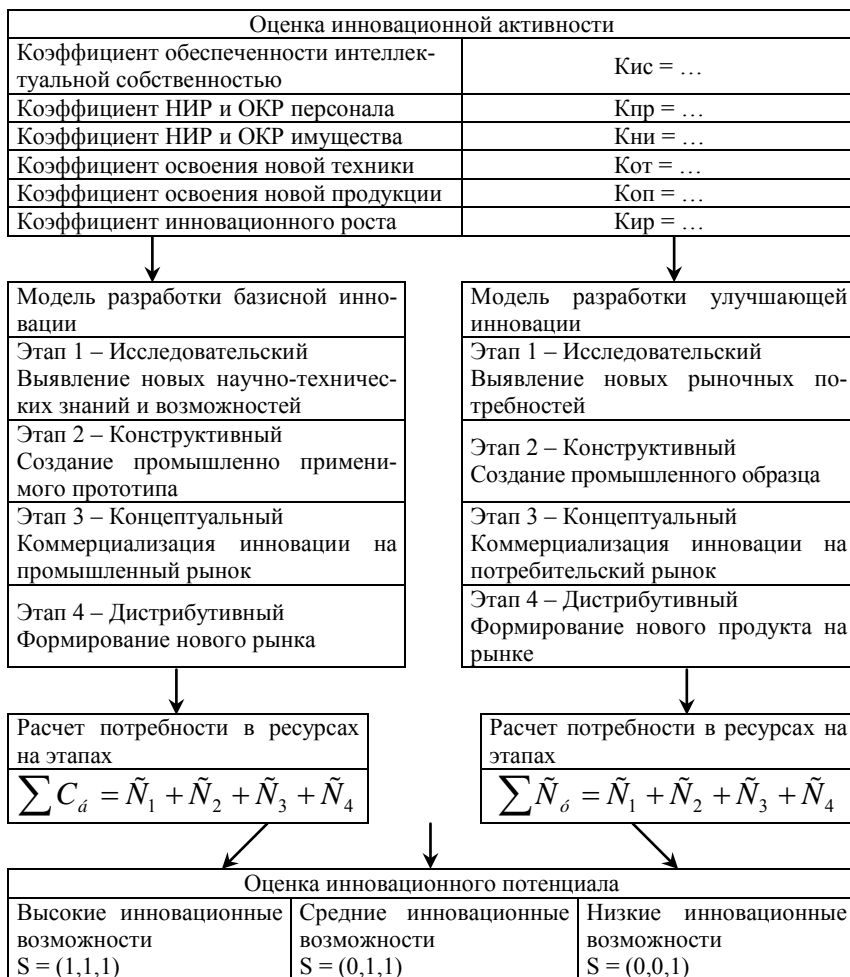 Оценка инновационной активности
Коэффициент обеспеченности интеллек-
туальной собственностью
Кис = …
Коэффициент НИР и ОКР персонала
Кпр = …
Коэффициент НИР и ОКР имущества
Кни = …
Коэффициент освоения новой техники
Кот = …
Коэффициент освоения новой продукции
Коп = …
Коэффициент инновационного роста
Кир = …
Модель разработки базисной инно-
вации
Этап 1 – Исследовательский
Выявление новых научно-техничес-
ких знаний и возможностей
Этап 2 – Конструктивный
Создание промышленно примени-
мого прототипа
Этап 3 – Концептуальный
Коммерциализация инновации на
промышленный рынок
Этап 4 – Дистрибутивный
Формирование нового рынка
Модель разработки улучшающей
инновации
Этап 1 – Исследовательский
Выявление новых рыночных по-
требностей
Этап 2 – Конструктивный
Создание промышленного образца
Этап 3 – Концептуальный
Коммерциализация инновации на
потребительский рынок
Этап 4 – Дистрибутивный
Формирование нового продукта на
рынке
Расчет потребности в ресурсах
на этапах
∑ C_á = Ñ_1 + Ñ_2 + Ñ_3 + Ñ_4
Расчет потребности в ресурсах на
этапах
∑ Ñ_ó = Ñ_1 + Ñ_2 + Ñ_3 + Ñ_4
Оценка инновационного потенциала
Высокие инновационные
возможности
S = (1,1,1)
Средние инновационные
возможности
S = (0,1,1)
Низкие инновационные
возможности
S = (0,0,1)